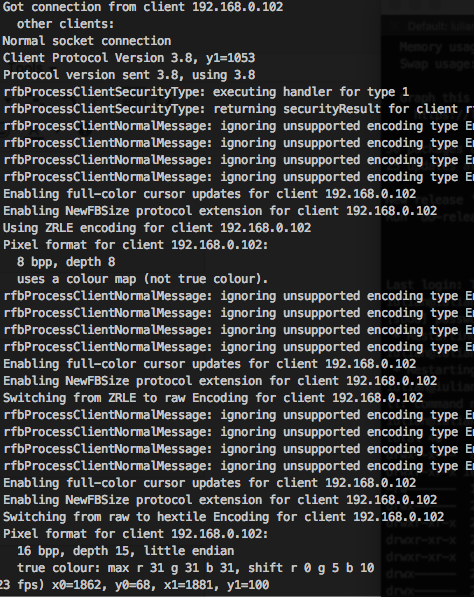 Got connection from client 192.168.0.102
other clients:
Normal socket connection
Client Protocol Version 3.8, y1=1053
Protocol version sent 3.8, using 3.8
rfbProcessClientSecurityType: executing handler for type 1
rfbProcessClientSecurityType: returning securityResult for client r
rfbProcessClientNormalMessage: ignoring unsupported encoding type E
rfbProcessClientNormalMessage: ignoring unsupported encoding type E
rfbProcessClientNormalMessage: ignoring unsupported encoding type E
rfbProcessClientNormalMessage: ignoring unsupported encoding type E
Enabling full-color cursor updates for client 192.168.0.102
Enabling NewFBSize protocol extension for client 192.168.0.102
Using ZRLE encoding for client 192.168.0.102
Pixel format for client 192.168.0.102:
8 bpp, depth 8
uses a colour map (not true colour).
rfbProcessClientNormalMessage: ignoring unsupported encoding type E
rfbProcessClientNormalMessage: ignoring unsupported encoding type E
rfbProcessClientNormalMessage: ignoring unsupported encoding type E
rfbProcessClientNormalMessage: ignoring unsupported encoding type E
Enabling full-color cursor updates for client 192.168.0.102
Enabling NewFBSize protocol extension for client 192.168.0.102
Switching from ZRLE to raw Encoding for client 192.168.0.102
rfbProcessClientNormalMessage: ignoring unsupported encoding type E
rfbProcessClientNormalMessage: ignoring unsupported encoding type E
rfbProcessClientNormalMessage: ignoring unsupported encoding type E
rfbProcessClientNormalMessage: ignoring unsupported encoding type E
Enabling full-color cursor updates for client 192.168.0.102
Enabling NewFBSize protocol extension for client 192.168.0.102
Switching from raw to hextile Encoding for client 192.168.0.102
Pixel format for client 192.168.0.102:
16 bpp, depth 15, little endian
true colour: max r 31 g 31 b 31, shift r 0 g 5 b 10
23 fps) x0=1862, y0=68, x1=1881, y1=100
Memory usag
Swap usage: